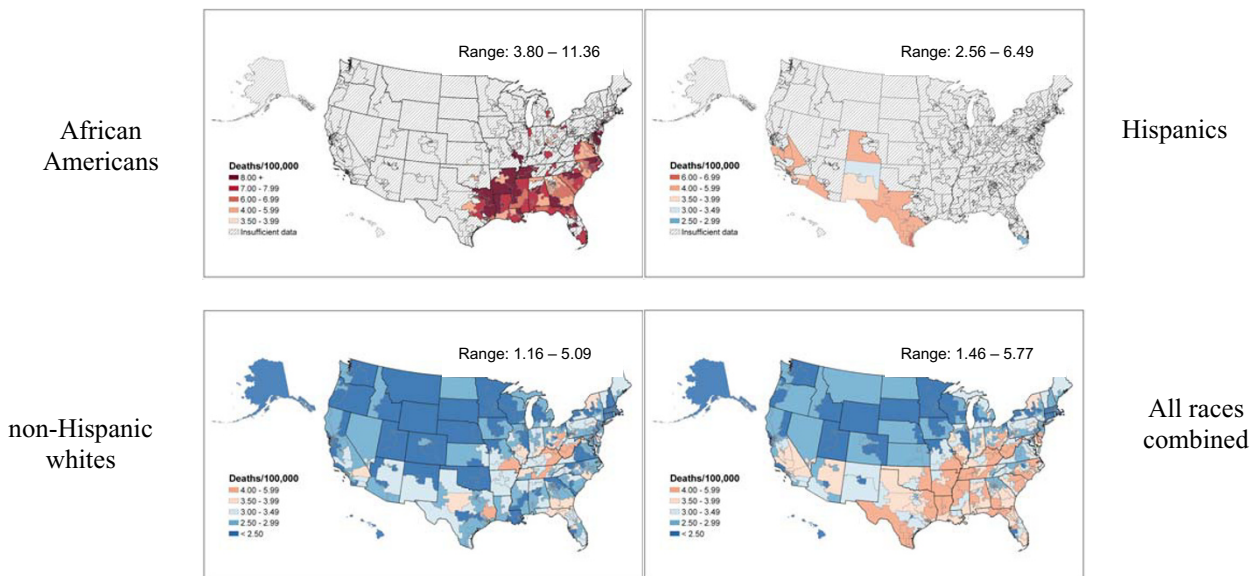 African
Americans
Range: 3.80 – 11.36
Deaths/100,000
8.00 +
7.00 - 7.99
6.00 - 6.99
4.00 - 5.99
3.50 - 3.99
Insufficient data
Range: 2.56 – 6.49
Deaths/100,000
6.00 - 6.99
4.00 - 5.99
3.50 - 3.99
3.00 - 3.49
2.50 - 2.99
Insufficient data
Hispanics
non-Hispanic
whites
Range: 1.16 – 5.09
Deaths/100,000
4.00 - 5.99
3.50 - 3.99
3.00 - 3.49
2.50 - 2.99
< 2.50
Range: 1.46 – 5.77
Deaths/100,000
4.00 - 5.99
3.50 - 3.99
3.00 - 3.49
2.50 - 2.99
< 2.50
All races
combined